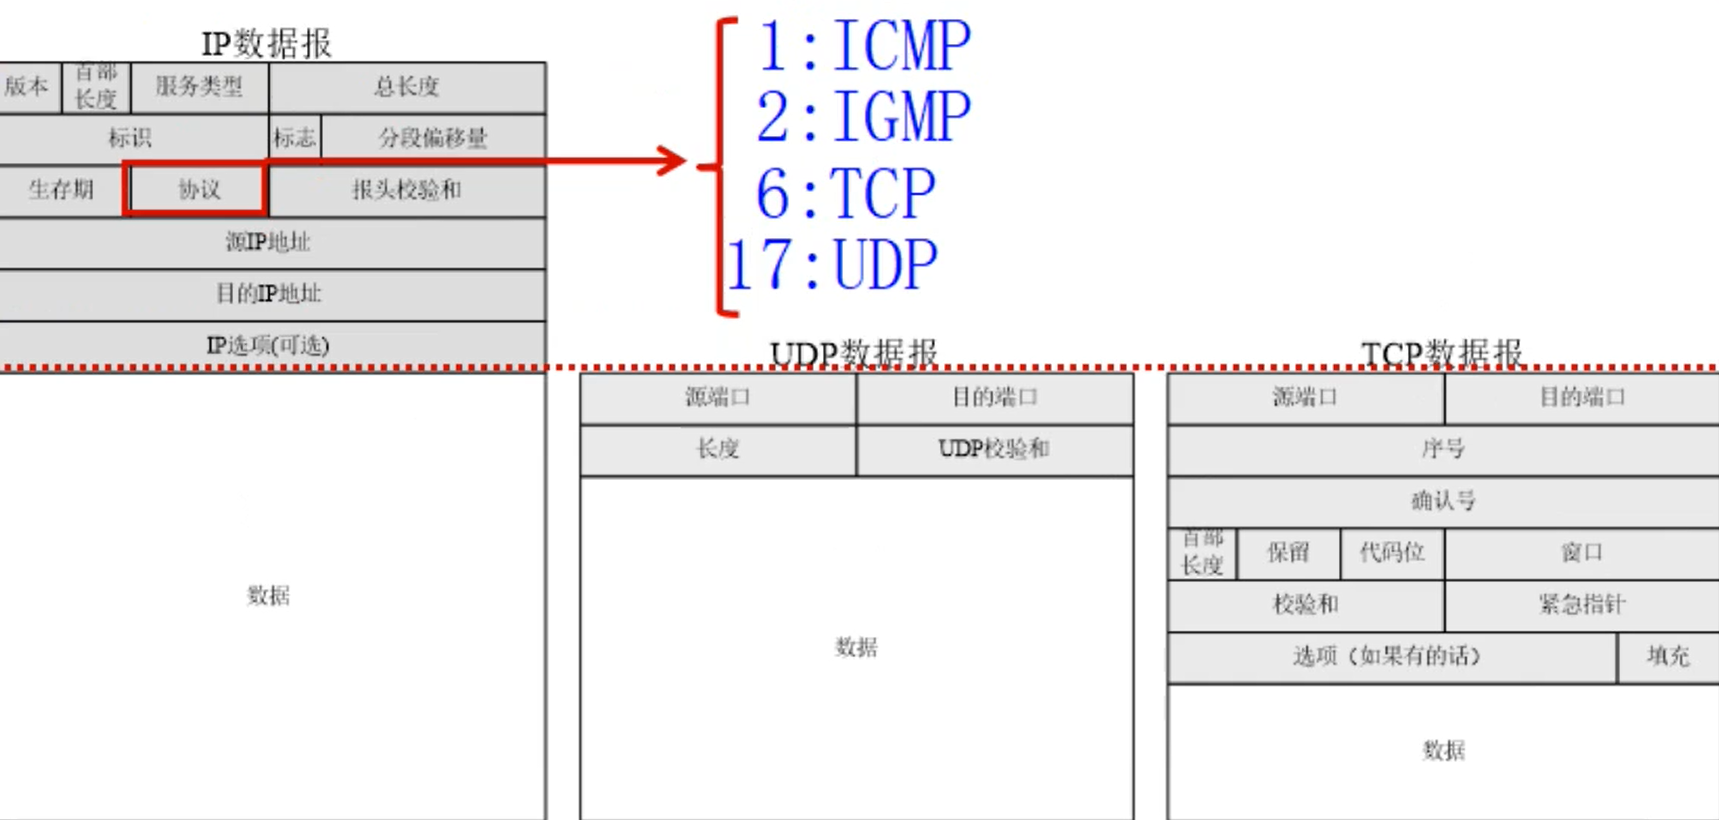 IP数据报
版本 首部长度 服务类型 总长度
标识 标志 分段偏移量
生存期 协议 报头校验和
源IP地址
目的IP地址
IP选项(可选)
数据
1:ICMP
2:IGMP
6:TCP
17:UDP
UDP数据报
源端口 目的端口
长度 UDP校验和
数据
TCP数据报
源端口 目的端口
序号
确认号
首部长度 保留 代码位 窗口
校验和 紧急指针
选项（如果有的话） 填充
数据